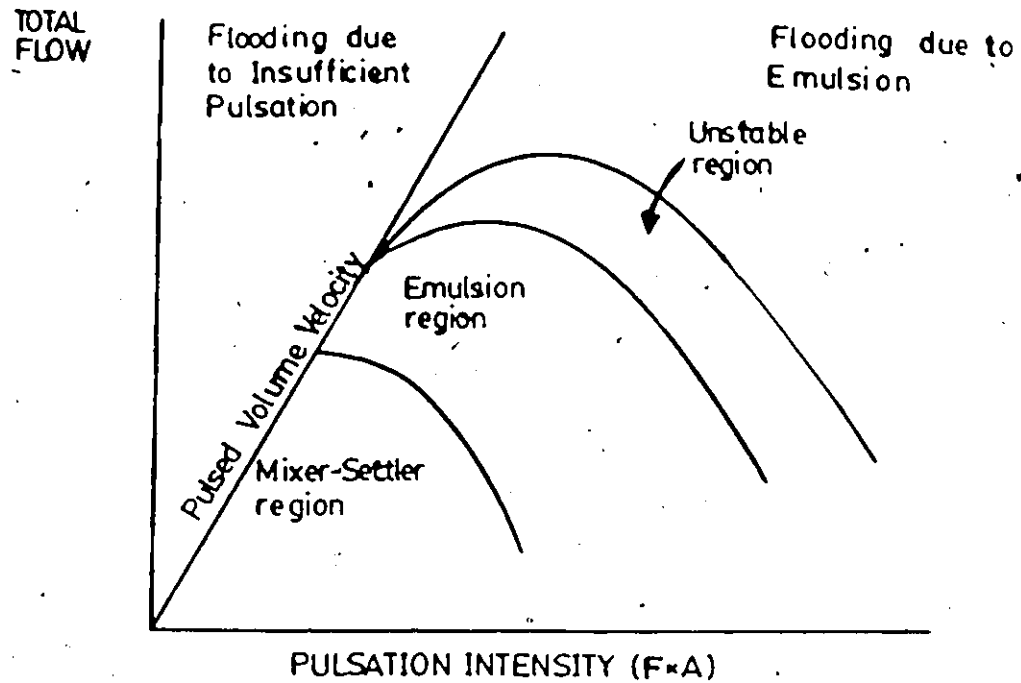 TOTAL
FLOW
Flooding due
to Insufficient
Pulsation
Flooding due to
Emulsion
Unstable
region
Pulsed Volume Velocity
Emulsion
region
Mixer-Settler
region
PULSATION INTENSITY (F×A)